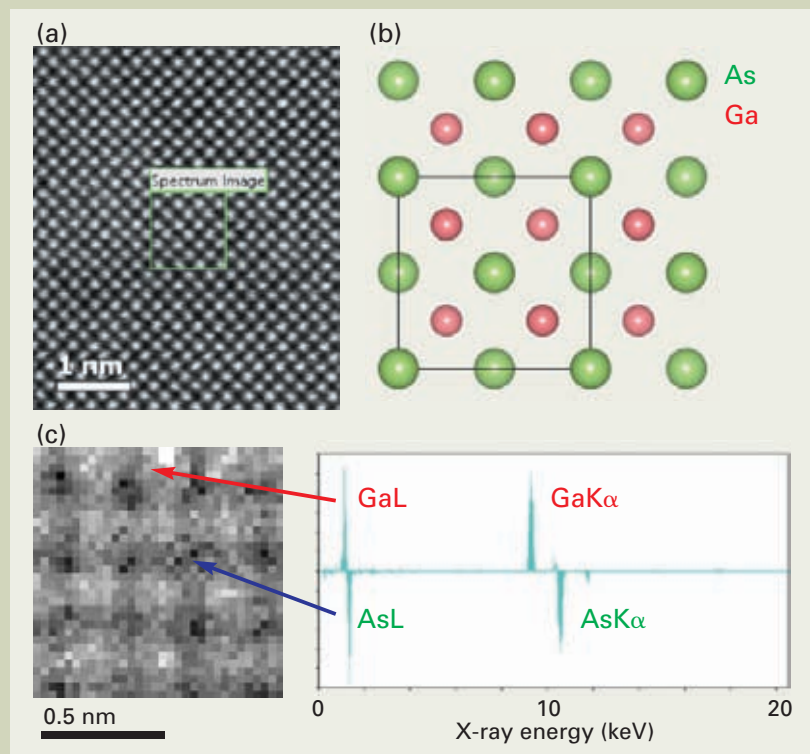 (a)
Spectrum Image
1 nm
(b)
As
Ga
(c)
0.5 nm
GaL
AsL
GaKα
AsKα
0
10
20
X-ray energy (keV)